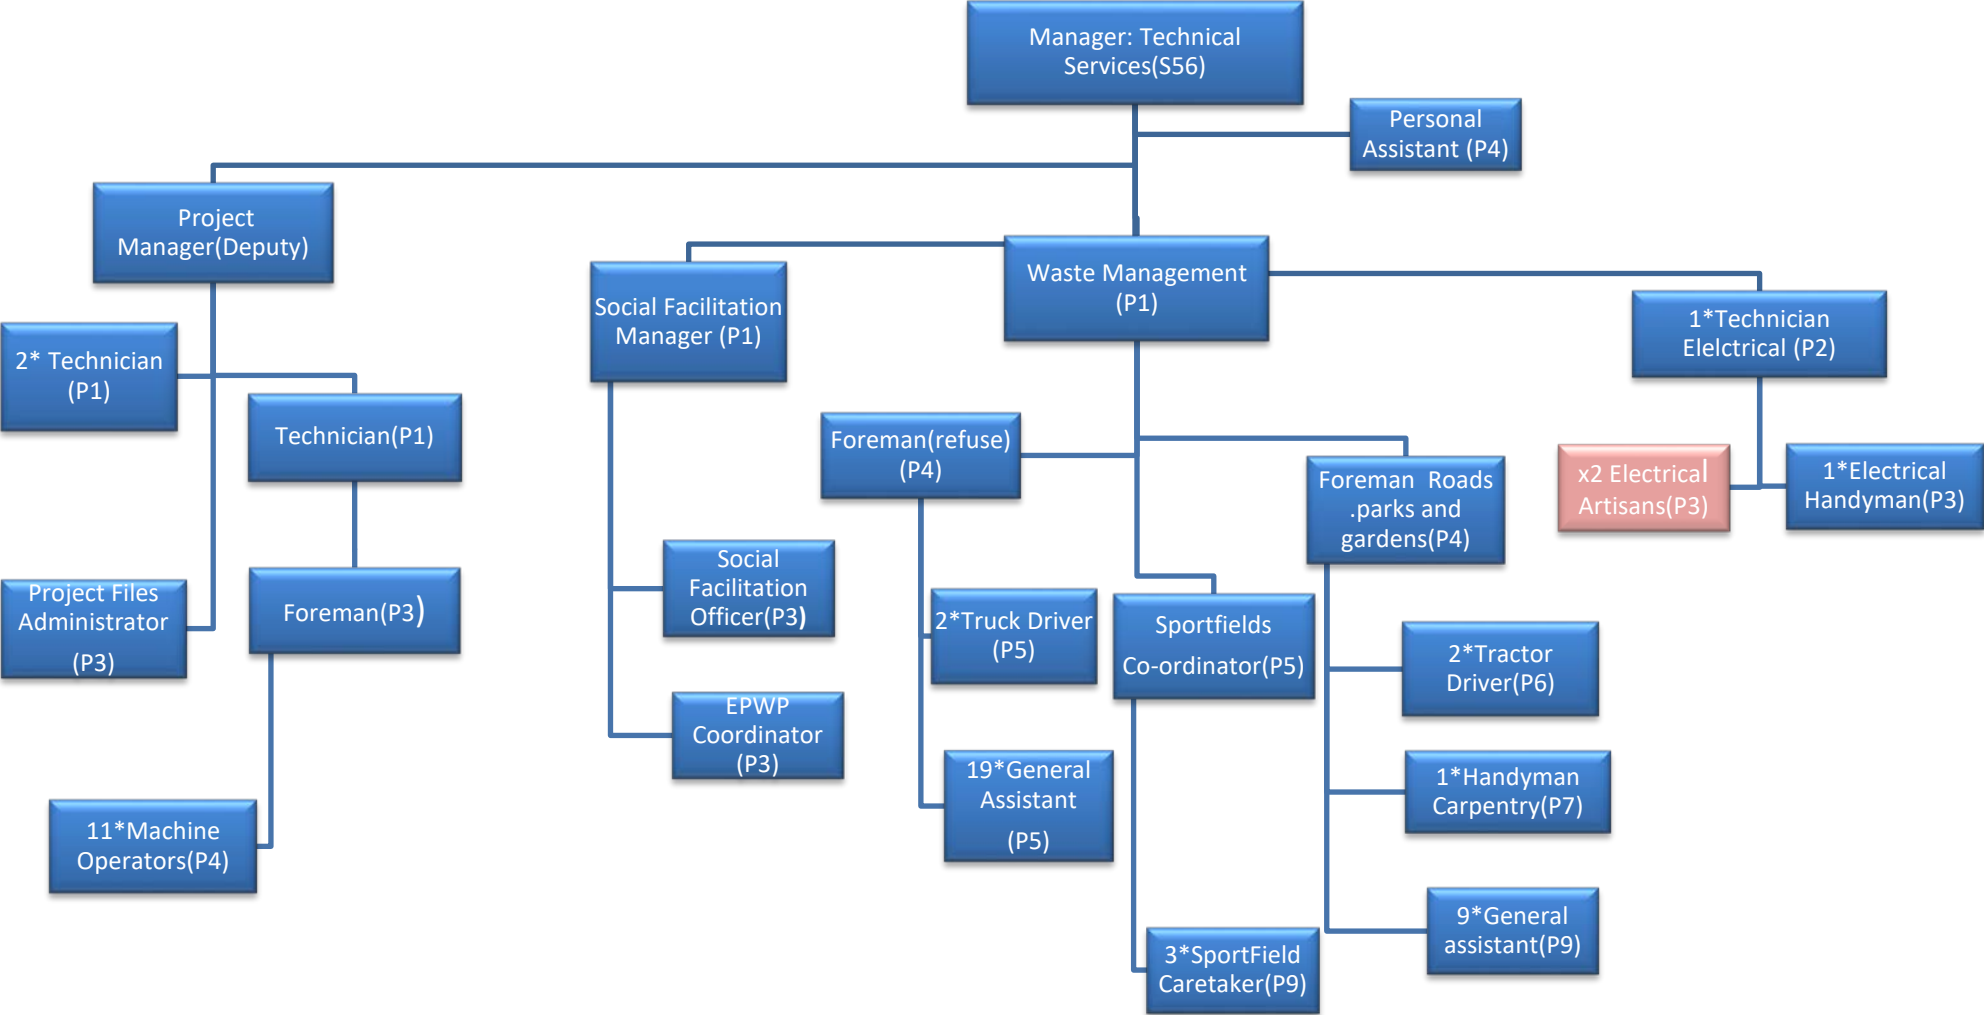 Manager: Technical
Services(S56)
Personal
Assistant (P4)
Project
Manager(Deputy)
Social Facilitation
Manager (P1)
Waste Management
(P1)
1*Technician
Elelctrical (P2)
2* Technician
(P1)
Technician(P1)
Foreman(refuse)
(P4)
Foreman Roads
.parks and
gardens(P4)
x2 Electrical
Artisans(P3)
1*Electrical
Handyman(P3)
Project Files
Administrator
(P3)
Foreman(P3)
Social
Facilitation
Officer(P3)
2*Truck Driver
(P5)
Sportfields
Co-ordinator(P5)
2*Tractor
Driver(P6)
EPWP
Coordinator
(P3)
19*General
Assistant
(P5)
1*Handyman
Carpentry(P7)
11*Machine
Operators(P4)
9*General
assistant(P9)
3*SportField
Caretaker(P9)